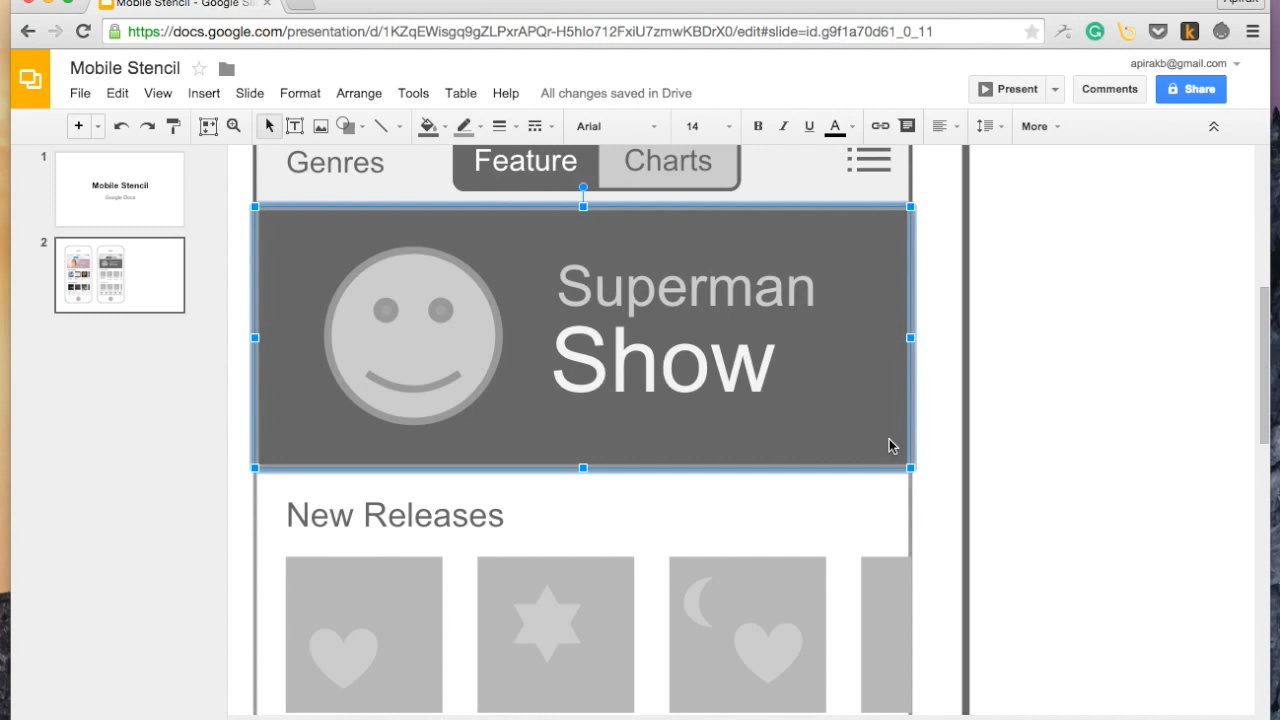 Mobile Stencil - Google Sli
Apirak
https://docs.google.com/presentation/d/1KZqEWisgq9gZLPxrAPQr-H5hIo712FxiU7zmwKBDrX0/edit#slide=id.g9f1a70d61_0_11
Mobile Stencil
apirakb@gmail.com
File Edit View Insert Slide Format Arrange Tools Table Help All changes saved in Drive
Present Comments Share
Arial 14 B I U A More
1
Mobile Stencil
Google Docs
2
Genres Feature Charts
Superman
Show
New Releases